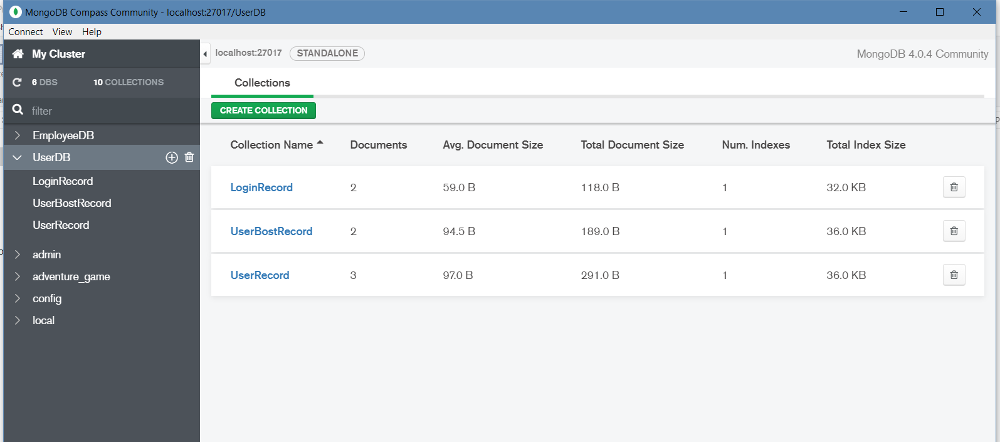 MongoDB Compass Community - localhost:27017/UserDB
Connect View Help
My Cluster
localhost:27017 STANDALONE
MongoDB 4.0.4 Community
6 DBS 10 COLLECTIONS
Collections
filter
CREATE COLLECTION
EmployeeDB
UserDB
LoginRecord
UserBostRecord
UserRecord
admin
adventure_game
config
local
Collection Name Documents Avg. Document Size Total Document Size Num. Indexes Total Index Size
LoginRecord 2 59.0 B 118.0 B 1 32.0 KB
UserBostRecord 2 94.5 B 189.0 B 1 36.0 KB
UserRecord 3 97.0 B 291.0 B 1 36.0 KB